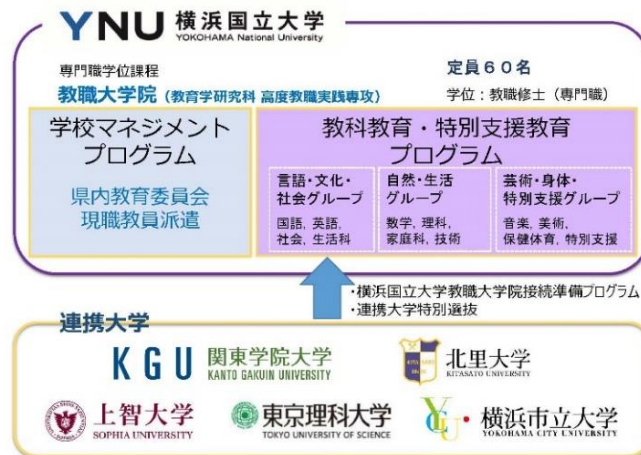 YNU 横浜国立大学
YOKOHAMA National University
専門職学位課程
定員60名
教職大学院 (教育学研究科 高度教職実践専攻)
学位:教職修士(専門職)
学校マネジメント
プログラム
県内教育委員会
現職教員派遣
教科教育・特別支援教育
プログラム
言語・文化・
社会グループ
国語, 英語,
社会, 生活科
自然・生活
グループ
数学, 理科,
家庭科, 技術
芸術・身体・
特別支援グループ
音楽, 美術,
保健体育, 特別支援
・横浜国立大学教職大学院接続準備プログラム
・連携大学特別選抜
連携大学
KGU 関東学院大学
KANTO GAKUIN UNIVERSITY
北里大学
KITASATO UNIVERSITY
上智大学
SOPHIA UNIVERSITY
東京理科大学
TOKYO UNIVERSITY OF SCIENCE
YCU 横浜市立大学
YOKOHAMA CITY UNIVERSITY